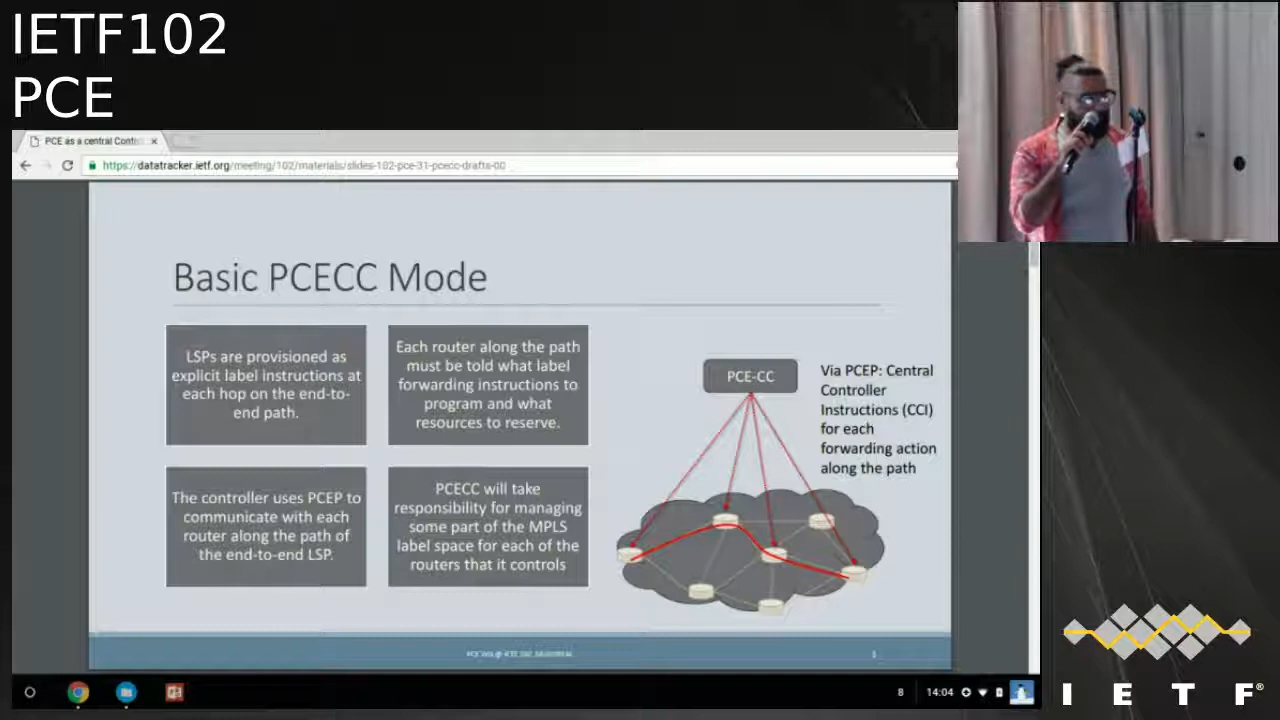 IETF102
PCE
PCE as a central Contr
https://datatracker.ietf.org/meeting/102/materials/slides-102-pce-31-pcecc-drafts-00
Basic PCECC Mode
LSPs are provisioned as
explicit label instructions at
each hop on the end-to-
end path.
Each router along the path
must be told what label
forwarding instructions to
program and what
resources to reserve.
The controller uses PCEP to
communicate with each
router along the path of
the end-to-end LSP.
PCECC will take
responsibility for managing
some part of the MPLS
label space for each of the
routers that it controls
PCE-CC
Via PCEP: Central
Controller
Instructions (CCI)
for each
forwarding action
along the path
PCE WG @ IETF 102, MONTREAL
8
14:04
I E T F®